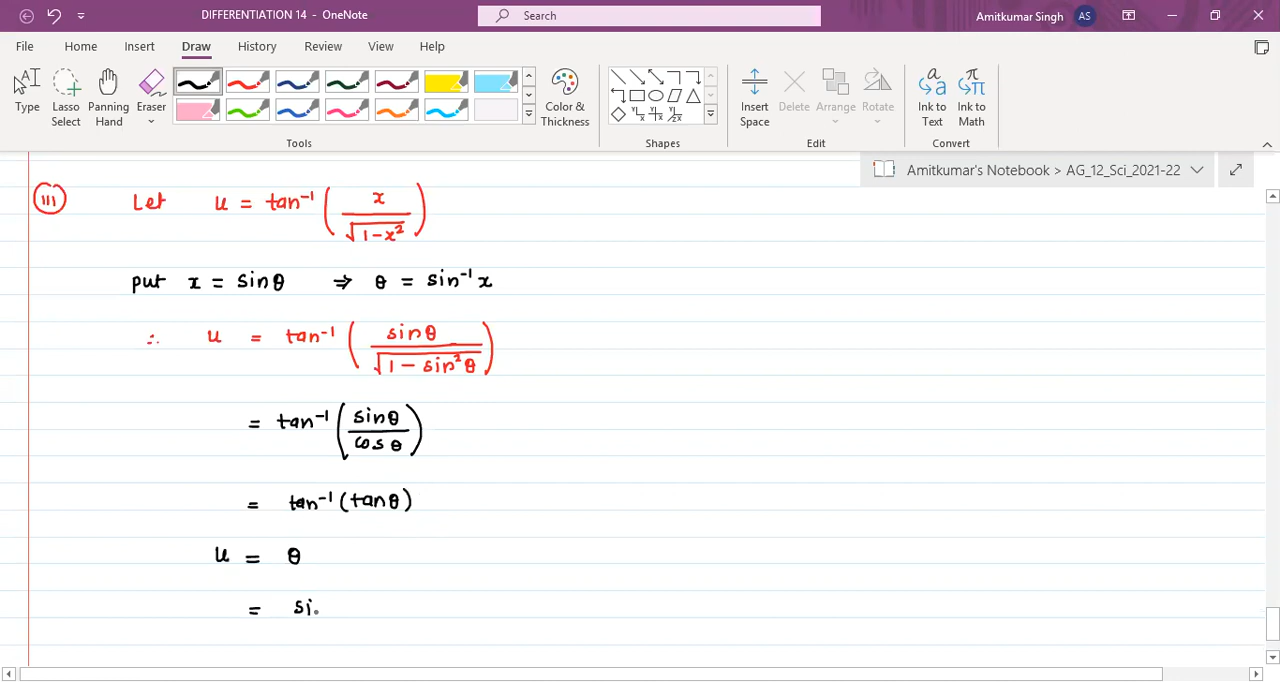 DIFFERENTIATION 14 - OneNote
Search
Amitkumar Singh AS
File Home Insert Draw History Review View Help
Type Lasso Select Panning Hand Eraser Color & Thickness Insert Space Delete Arrange Rotate Ink to Text Ink to Math
Tools Shapes Edit Convert
Amitkumar's Notebook > AG_12_Sci_2021-22
(III) Let u = tan⁻¹ ( x / √(1-x²) )
put x = sinθ ⇒ θ = sin⁻¹ x
∴ u = tan⁻¹ ( sinθ / √(1 - sin²θ) )
= tan⁻¹ ( sinθ / cosθ )
= tan⁻¹ (tanθ)
u = θ
= si